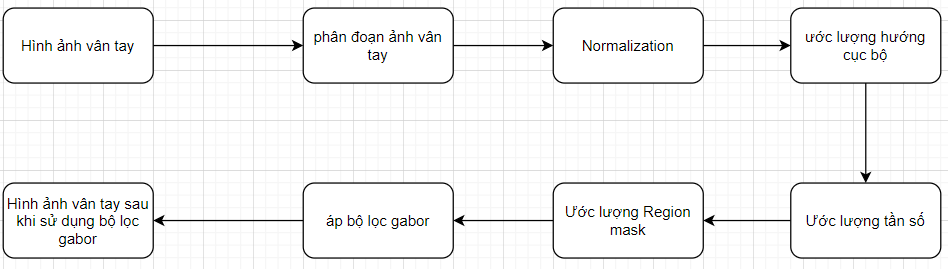 Hình ảnh vân tay
phân đoạn ảnh vân
tay
Normalization
ước lượng hướng
cục bộ
Hình ảnh vân tay sau
khi sử dụng bộ lọc
gabor
áp bộ lọc gabor
Ước lượng Region
mask
Ước lượng tần số